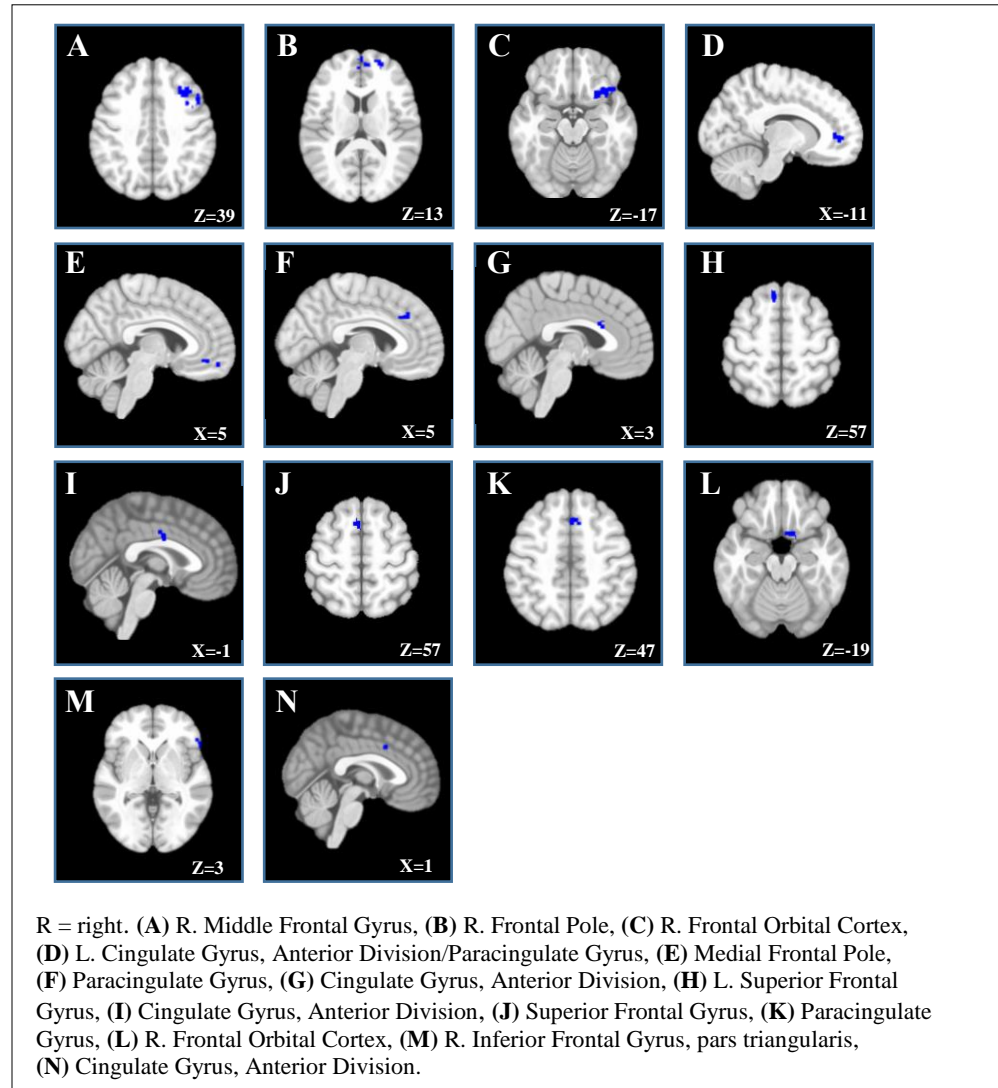 A
Z=39
B
Z=13
C
Z=-17
D
X=-11
E
X=5
F
X=5
G
X=3
H
Z=57
I
X=-1
J
Z=57
K
Z=47
L
Z=-19
M
Z=3
N
X=1
R = right. (A) R. Middle Frontal Gyrus, (B) R. Frontal Pole, (C) R. Frontal Orbital Cortex,
(D) L. Cingulate Gyrus, Anterior Division/Paracingulate Gyrus, (E) Medial Frontal Pole,
(F) Paracingulate Gyrus, (G) Cingulate Gyrus, Anterior Division, (H) L. Superior Frontal
Gyrus, (I) Cingulate Gyrus, Anterior Division, (J) Superior Frontal Gyrus, (K) Paracingulate
Gyrus, (L) R. Frontal Orbital Cortex, (M) R. Inferior Frontal Gyrus, pars triangularis,
(N) Cingulate Gyrus, Anterior Division.